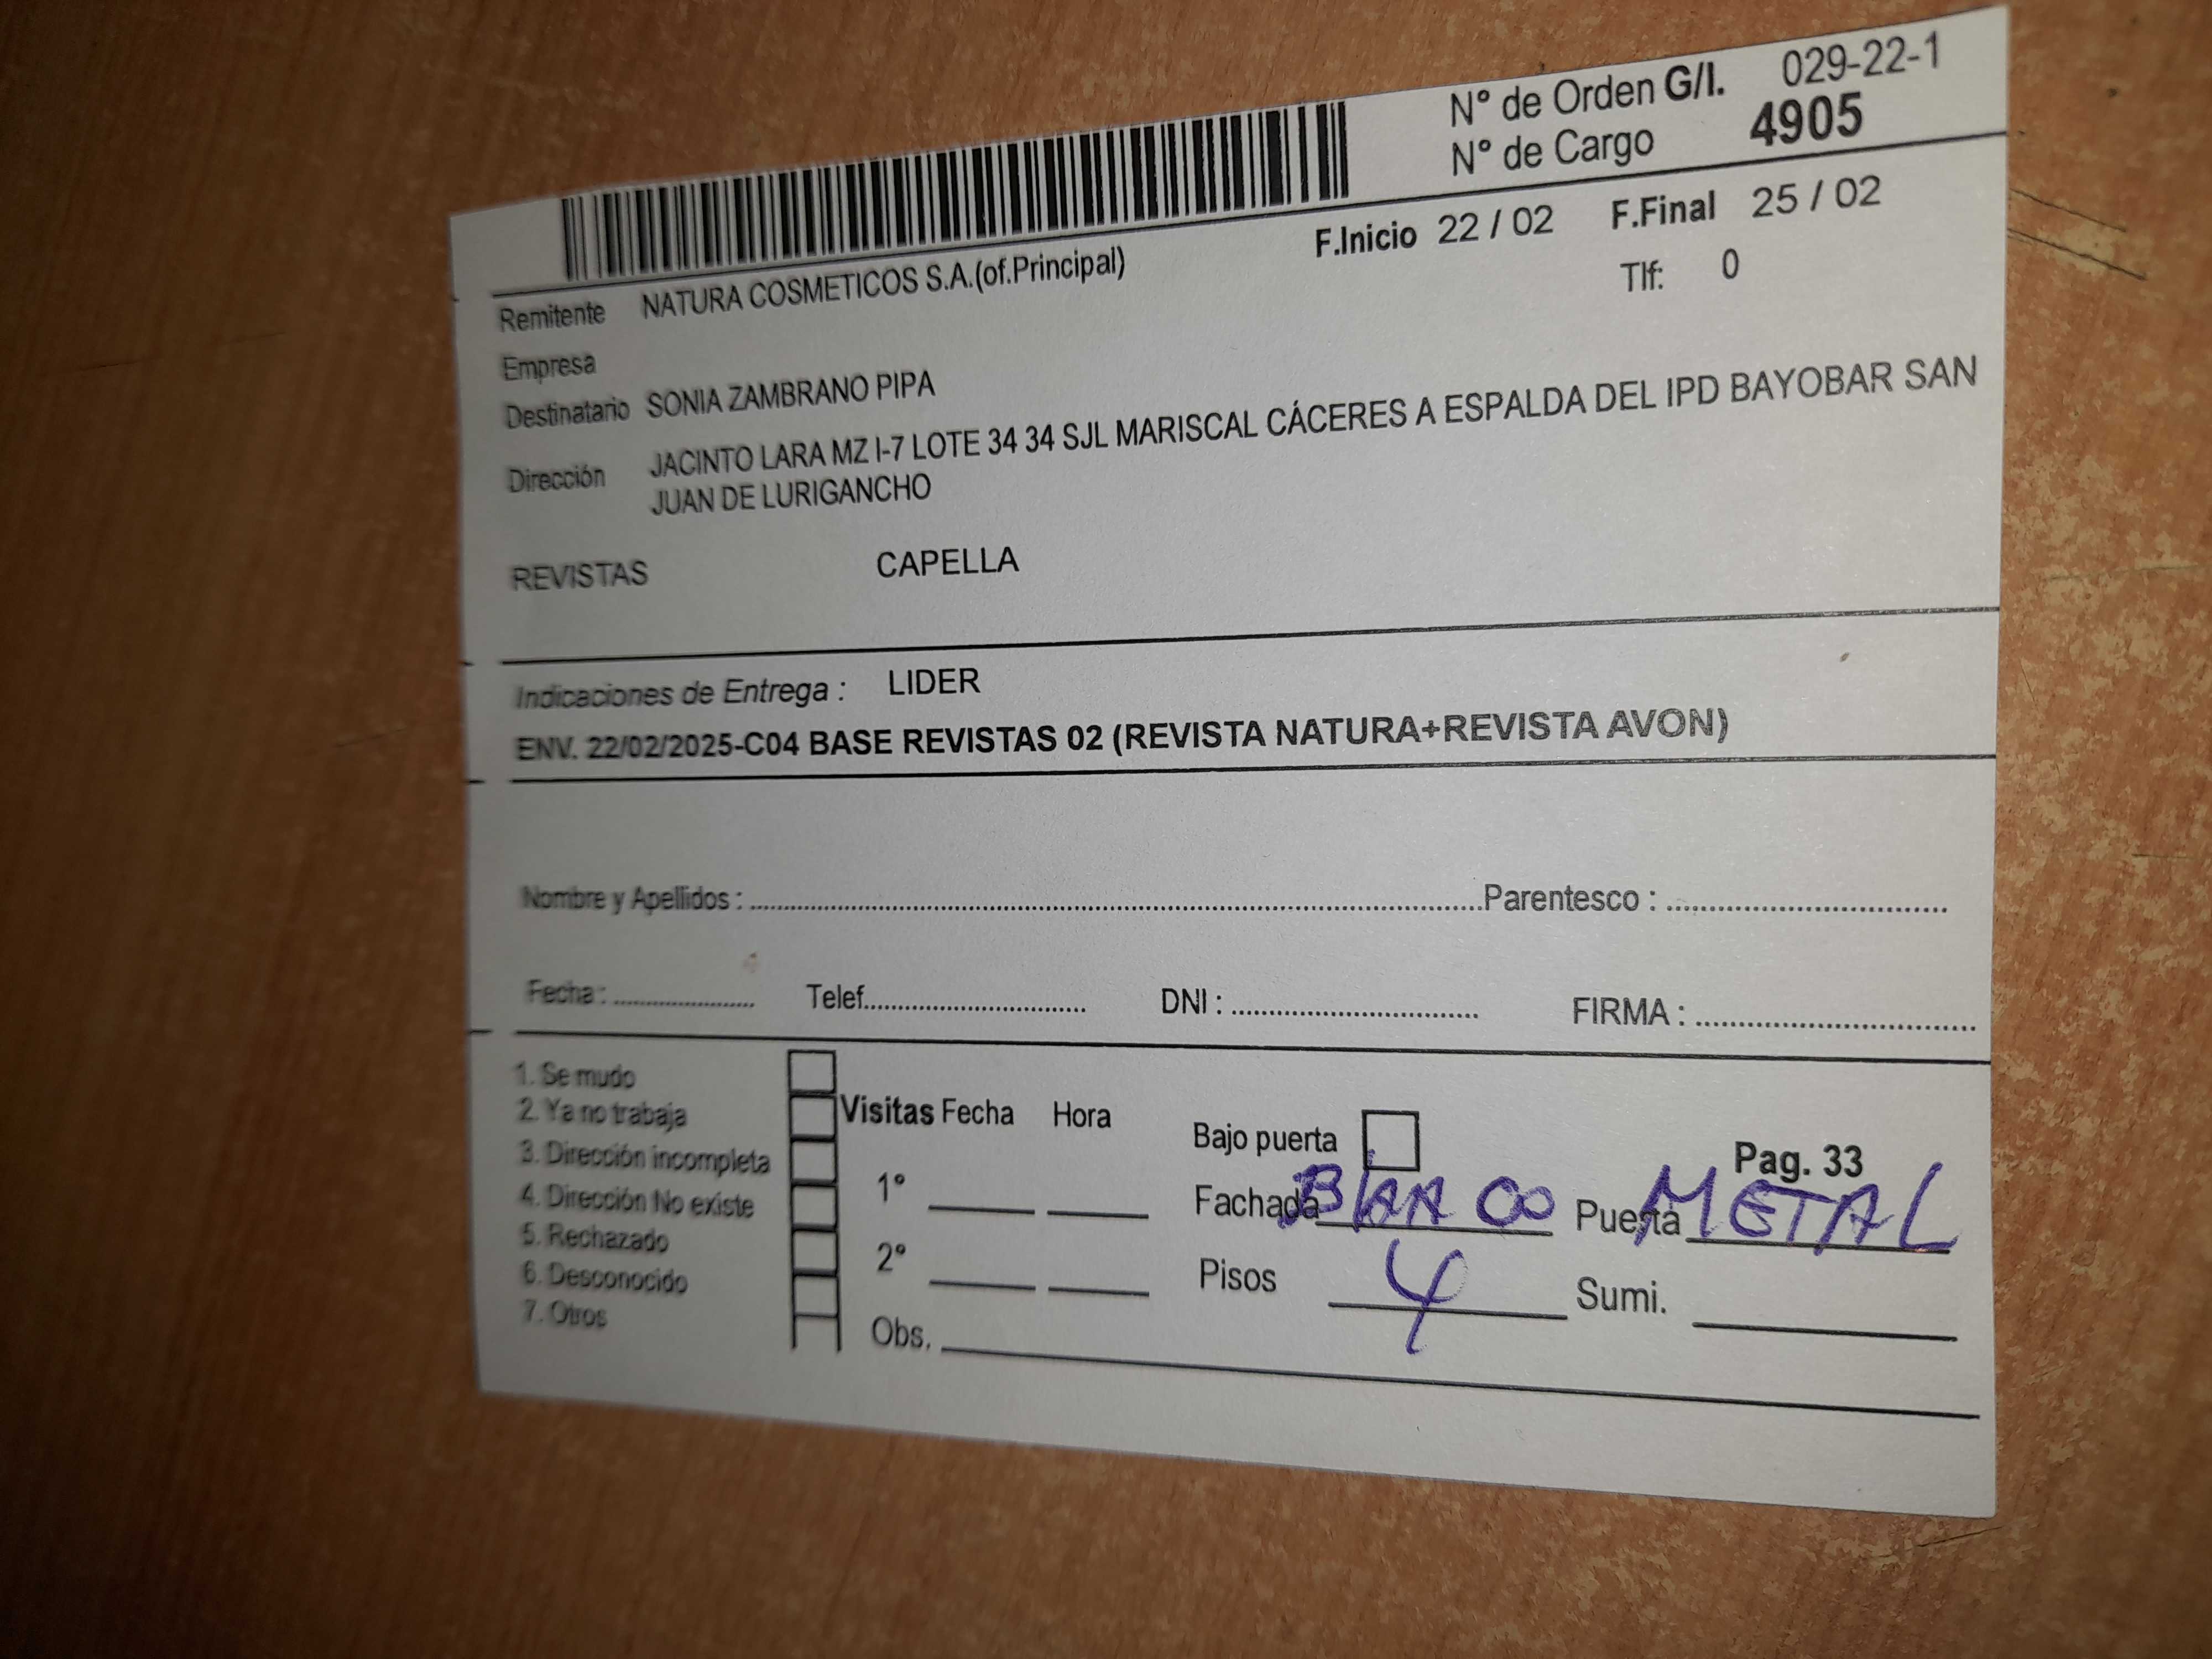 N° de Orden G/I. 029-22-1
N° de Cargo 4905
F.Inicio 22 / 02 F.Final 25 / 02
Remitente NATURA COSMETICOS S.A.(of.Principal) Tlf: 0
Empresa
Destinatario SONIA ZAMBRANO PIPA
Dirección JACINTO LARA MZ I-7 LOTE 34 34 SJL MARISCAL CÁCERES A ESPALDA DEL IPD BAYOBAR SAN
JUAN DE LURIGANCHO
REVISTAS CAPELLA
Indicaciones de Entrega : LIDER
ENV. 22/02/2025-C04 BASE REVISTAS 02 (REVISTA NATURA+REVISTA AVON)
Nombre y Apellidos : Parentesco :
Fecha : Telef. DNI : FIRMA :
1. Se mudo
2. Ya no trabaja
3. Dirección incompleta
4. Dirección No existe
5. Rechazado
6. Desconocido
7. Otros
Visitas Fecha Hora
1°
2°
Obs.
Bajo puerta Pag. 33
Fachada BLANCO Puerta METAL
Pisos 4 Sumi.